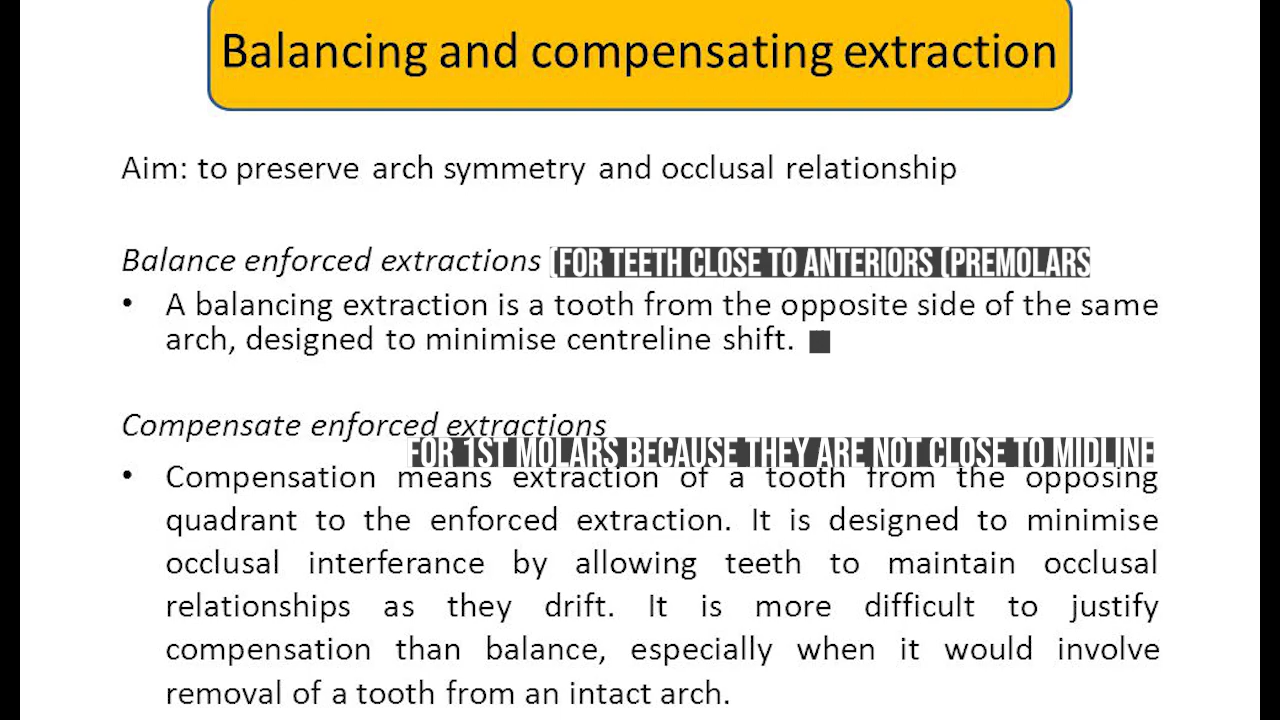 Balancing and compensating extraction
Aim: to preserve arch symmetry and occlusal relationship
Balance enforced extractions (FOR TEETH CLOSE TO ANTERIORS (PREMOLARS
• A balancing extraction is a tooth from the opposite side of the same
arch, designed to minimise centreline shift.
Compensate enforced extractions
FOR 1ST MOLARS BECAUSE THEY ARE NOT CLOSE TO MIDLINE
• Compensation means extraction of a tooth from the opposing
quadrant to the enforced extraction. It is designed to minimise
occlusal interferance by allowing teeth to maintain occlusal
relationships as they drift. It is more difficult to justify
compensation than balance, especially when it would involve
removal of a tooth from an intact arch.